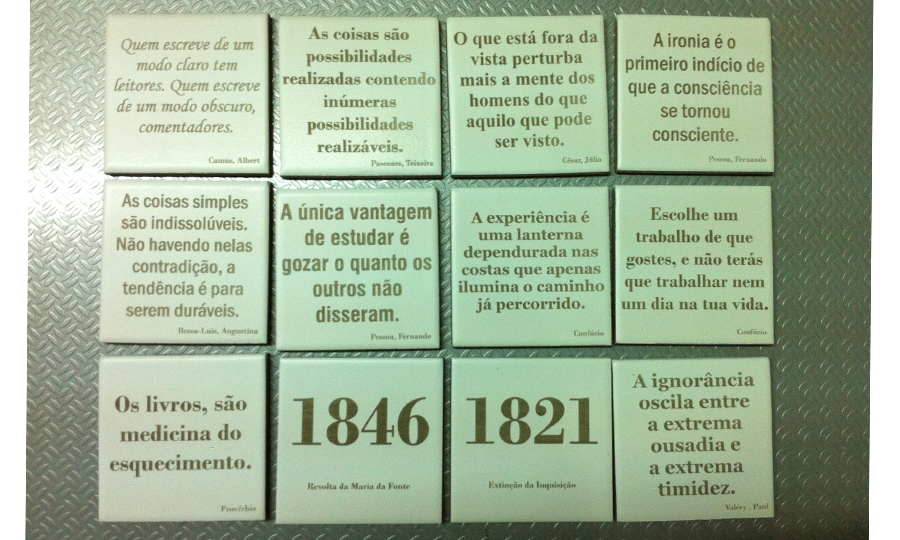 Quem escreve de um
modo claro tem
leitores. Quem escreve
de um modo obscuro,
comentadores.
Camus, Albert
As coisas são
possibilidades
realizadas contendo
inúmeras
possibilidades
realizáveis.
Pascoaes, Teixeira
O que está fora da
vista perturba
mais a mente dos
homens do que
aquilo que pode
ser visto.
César, Júlio
A ironia é o
primeiro indício de
que a consciência
se tornou
consciente.
Pessoa, Fernando
As coisas simples
são indissolúveis.
Não havendo nelas
contradição, a
tendência é para
serem duráveis.
Bessa-Luís, Augustina
A única vantagem
de estudar é
gozar o quanto os
outros não
disseram.
Pessoa, Fernando
A experiência é
uma lanterna
dependurada nas
costas que apenas
ilumina o caminho
já percorrido.
Confúcio
Escolhe um
trabalho de que
gostes, e não terás
que trabalhar nem
um dia na tua vida.
Confúcio
Os livros, são
medicina do
esquecimento.
Provérbio
1846
Revolta da Maria da Fonte
1821
Extinção da Inquisição
A ignorância
oscila entre
a extrema
ousadia e
a extrema
timidez.
Valéry , Paul